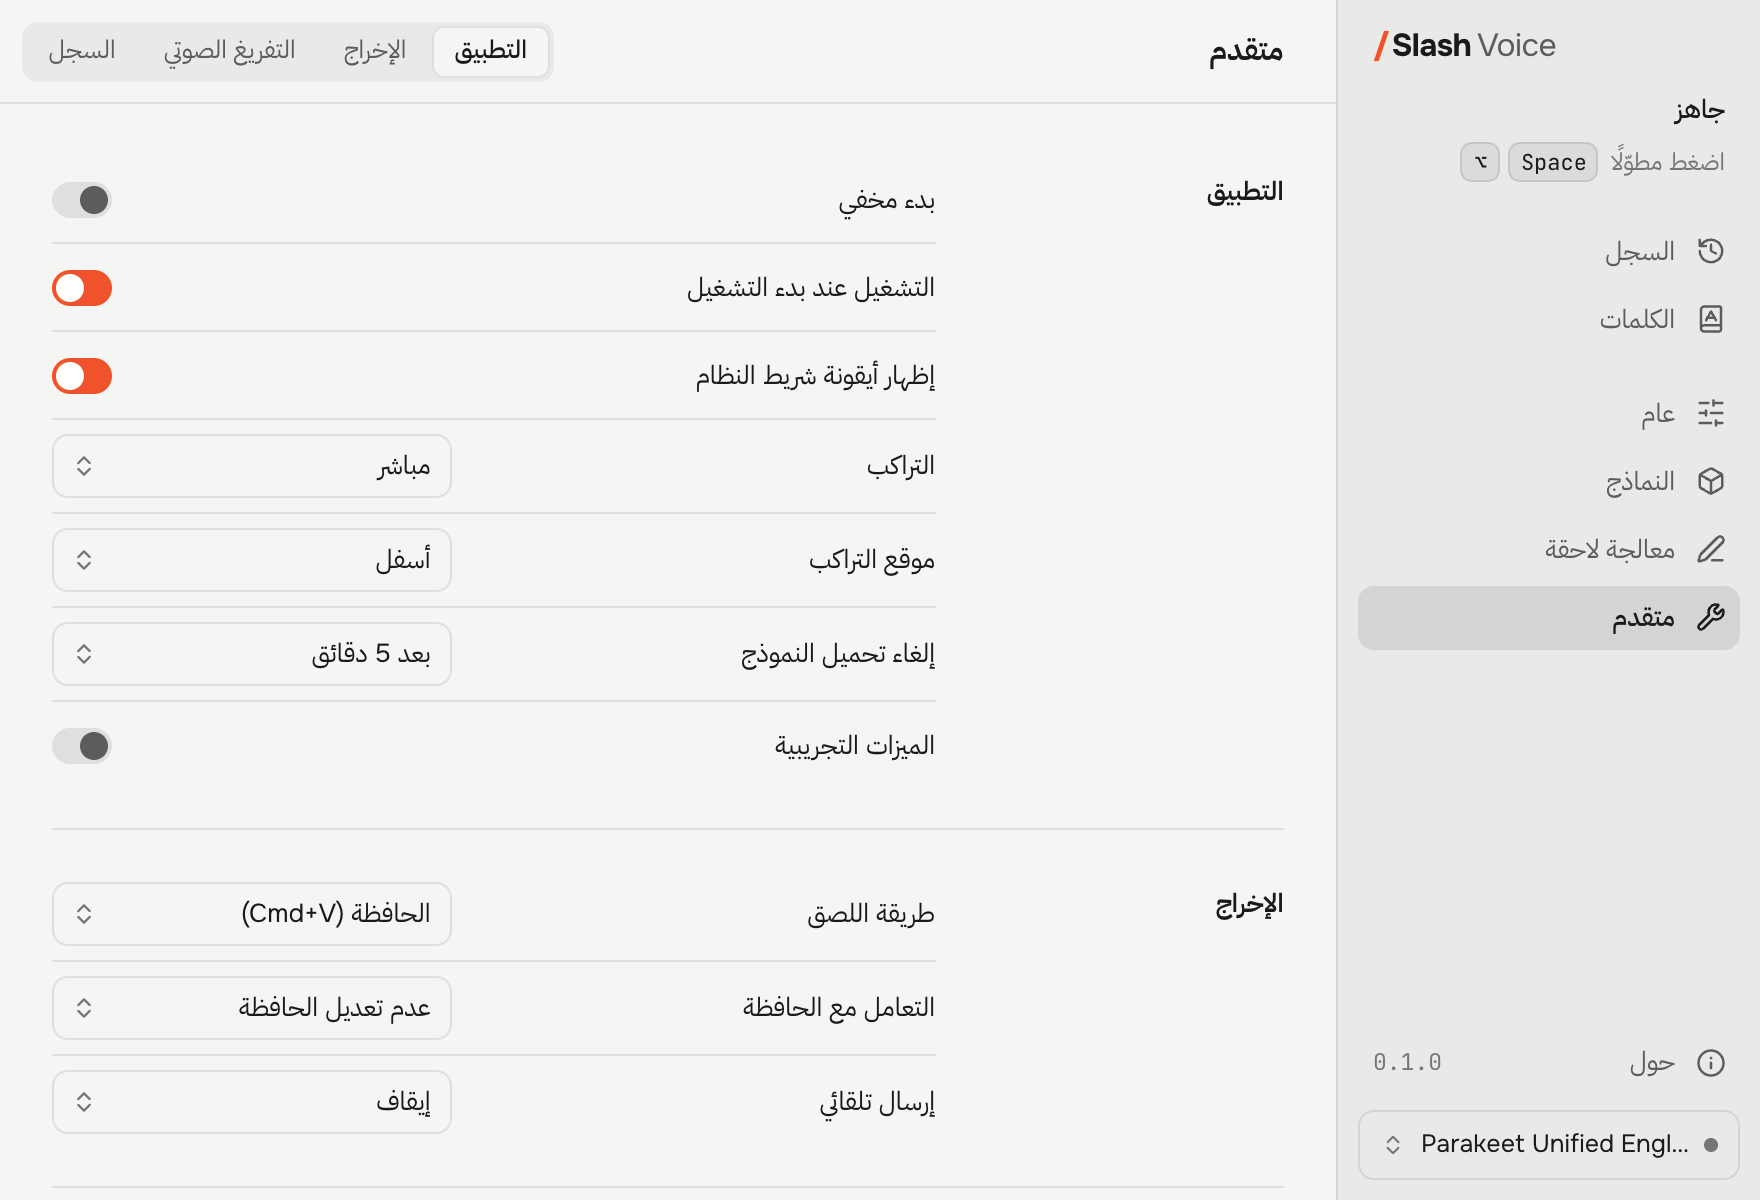 /Slash Voice
جاهز
اضغط مطوّلًا Space ⌥
السجل
الكلمات
عام
النماذج
معالجة لاحقة
متقدم
حول 0.1.0
Parakeet Unified Engl...
متقدم
التطبيق الإخراج التفريغ الصوتي السجل
التطبيق
بدء مخفي
التشغيل عند بدء التشغيل
إظهار أيقونة شريط النظام
التراكب مباشر
موقع التراكب أسفل
إلغاء تحميل النموذج بعد 5 دقائق
الميزات التجريبية
الإخراج
طريقة اللصق الحافظة (Cmd+V)
التعامل مع الحافظة عدم تعديل الحافظة
إرسال تلقائي إيقاف